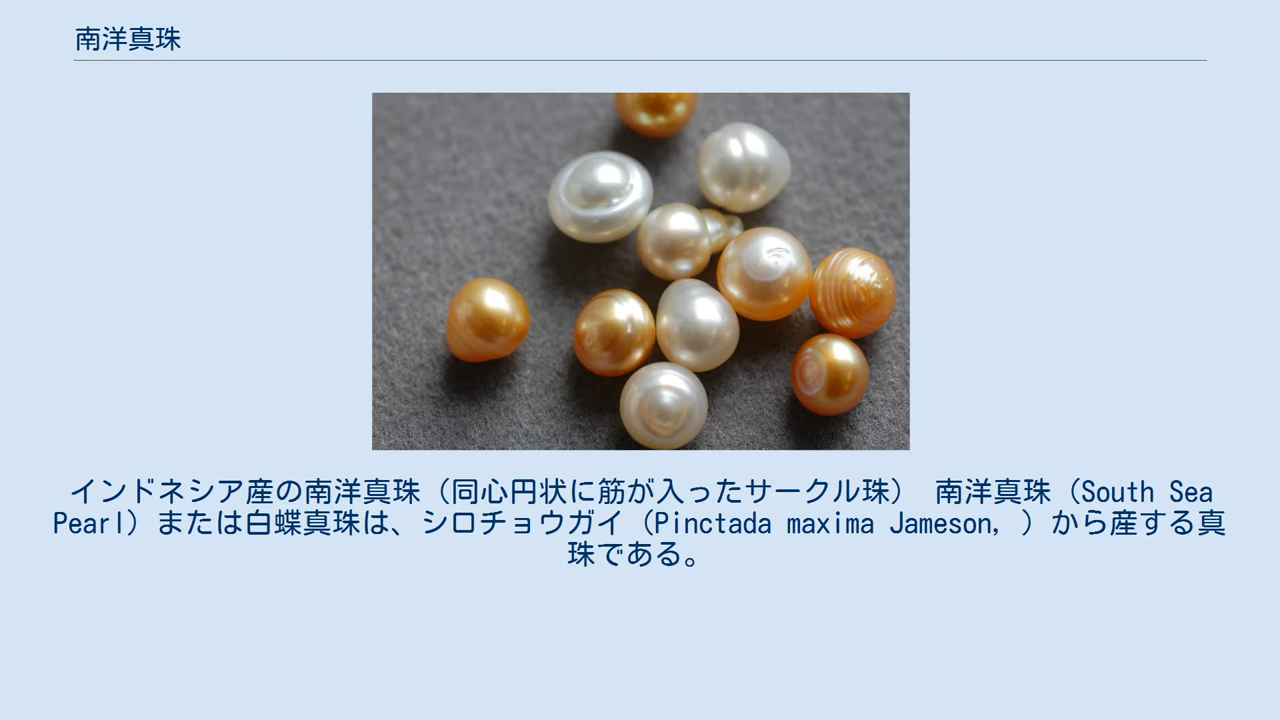 南洋真珠
インドネシア産の南洋真珠（同心円状に筋が入ったサークル珠） 南洋真珠（South Sea
Pearl）または白蝶真珠は、シロチョウガイ（Pinctada maxima Jameson, ）から産する真
珠である。